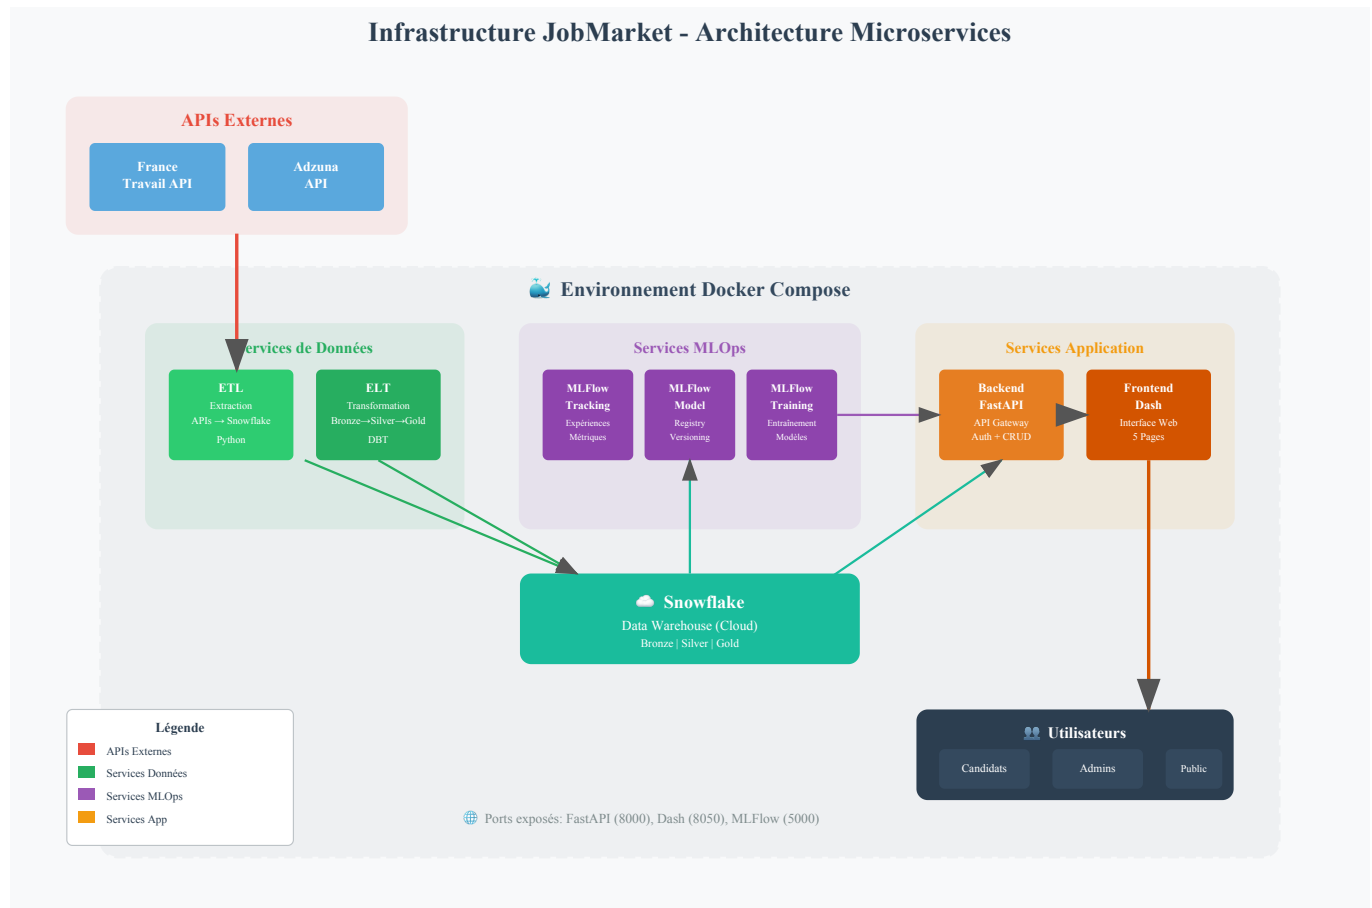 Infrastructure JobMarket - Architecture Microservices
APIs Externes
France
Travail API
Adzuna
API
Environnement Docker Compose
Services de Données
ETL
Extraction
APIs → Snowflake
Python
ELT
Transformation
Bronze→Silver→Gold
DBT
Services MLOps
MLFlow
Tracking
Expériences
Métriques
MLFlow
Model
Registry
Versioning
MLFlow
Training
Entraînement
Modèles
Services Application
Backend
FastAPI
API Gateway
Auth + CRUD
Frontend
Dash
Interface Web
5 Pages
Snowflake
Data Warehouse (Cloud)
Bronze | Silver | Gold
Légende
APIs Externes
Services Données
Services MLOps
Services App
Utilisateurs
Candidats
Admins
Public
Ports exposés: FastAPI (8000), Dash (8050), MLFlow (5000)